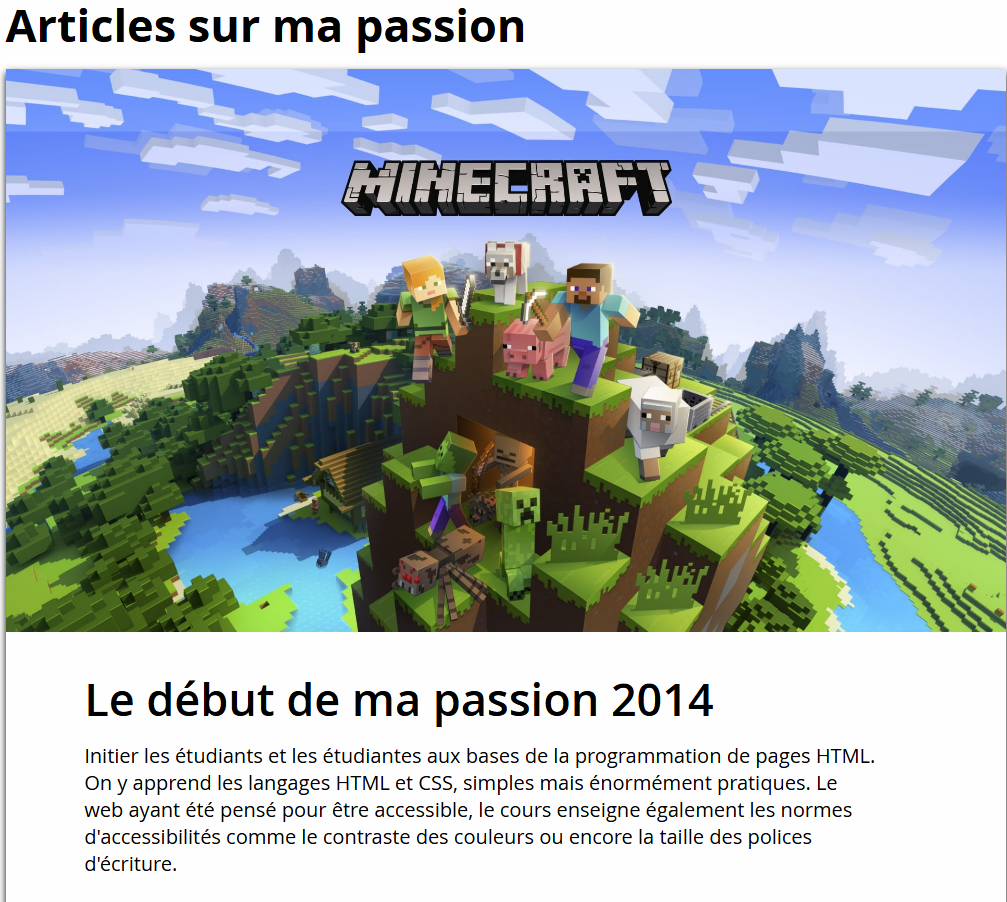 Articles sur ma passion
MINECRAFT
Le début de ma passion 2014
Initier les étudiants et les étudiantes aux bases de la programmation de pages HTML.
On y apprend les langages HTML et CSS, simples mais énormément pratiques. Le
web ayant été pensé pour être accessible, le cours enseigne également les normes
d'accessibilités comme le contraste des couleurs ou encore la taille des polices
d'écriture.